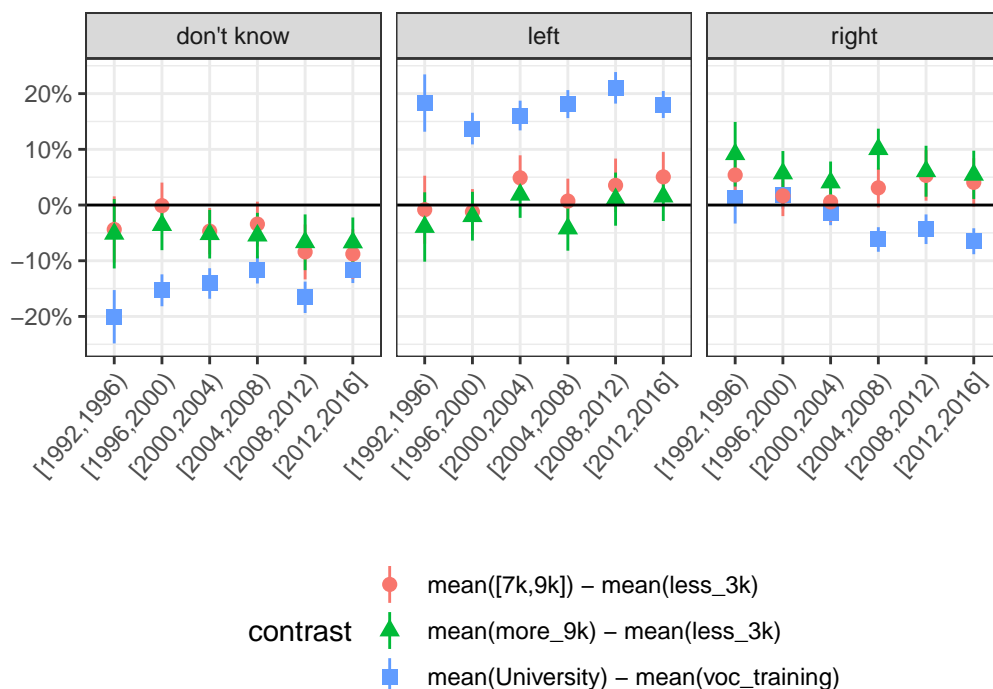 don't know left right
20%
10%
0%
−10%
−20%
[1992,1996) [1996,2000) [2000,2004) [2004,2008) [2008,2012) [2012,2016] [1992,1996) [1996,2000) [2000,2004) [2004,2008) [2008,2012) [2012,2016] [1992,1996) [1996,2000) [2000,2004) [2004,2008) [2008,2012) [2012,2016]
contrast
mean([7k,9k]) − mean(less_3k)
mean(more_9k) − mean(less_3k)
mean(University) − mean(voc_training)